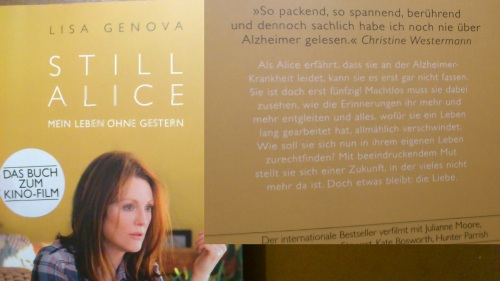 LISA GENOVA
STILL
ALICE
MEIN LEBEN OHNE GESTERN
DAS BUCH
ZUM
KINO-FILM
»So packend, so spannend, berührend
und dennoch sachlich habe ich noch nie über
Alzheimer gelesen.« Christine Westermann
Als Alice erfährt, dass sie an der Alzheimer-
Krankheit leidet, kann sie es erst gar nicht fassen.
Sie ist doch erst fünfzig! Machtlos muss sie dabei
zusehen, wie die Erinnerungen ihr mehr und
mehr entgleiten und alles, wofür sie ein Leben
lang gearbeitet hat, allmählich verschwindet.
Wie soll sie sich nun in ihrem eigenen Leben
zurechtfinden? Mit beeindruckendem Mut
stellt sie sich einer Zukunft, in der vieles nicht
mehr da ist. Doch etwas bleibt: die Liebe.
Der internationale Bestseller verfilmt mit Julianne Moore,
Kate Bosworth, Hunter Parrish